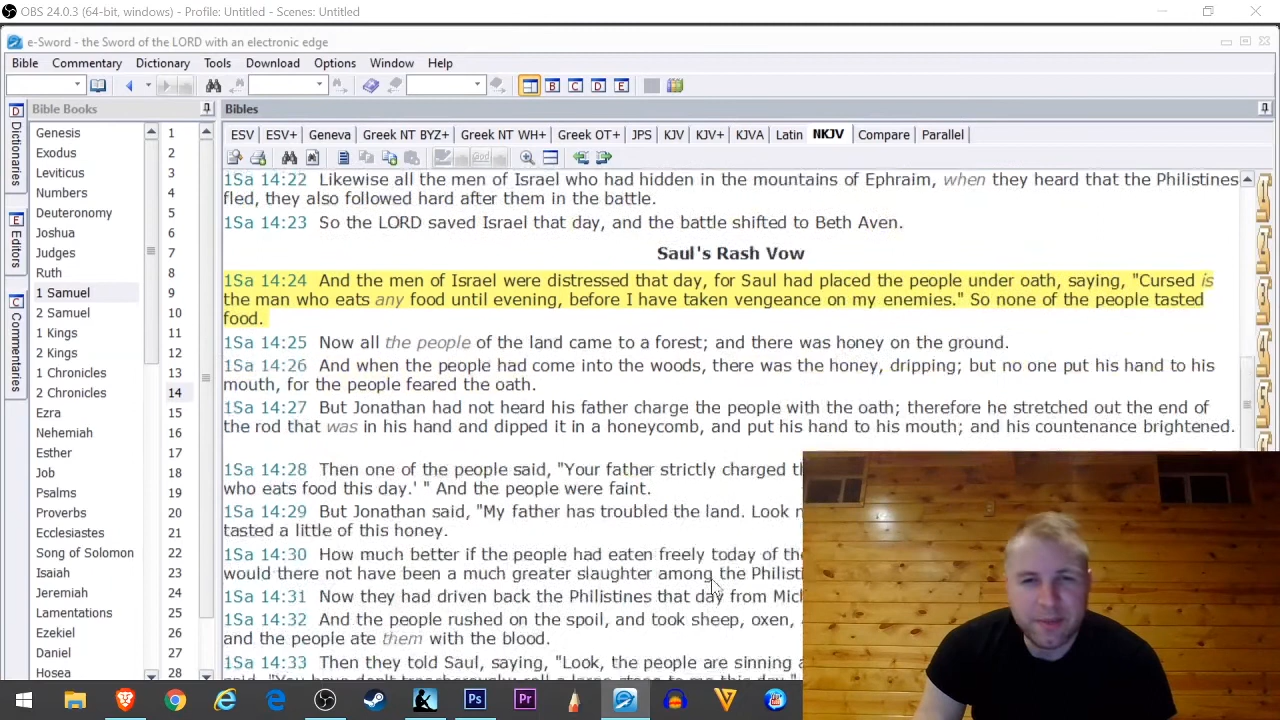 OBS 24.0.3 (64-bit, windows) - Profile: Untitled - Scenes: Untitled
e-Sword - the Sword of the LORD with an electronic edge
Bible Commentary Dictionary Tools Download Options Window Help
B C D E
Bible Books
Bibles
Dictionaries
Editors
Commentaries
ESV ESV+ Geneva Greek NT BYZ+ Greek NT WH+ Greek OT+ JPS KJV KJV+ KJVA Latin NKJV Compare Parallel
Genesis 1
Exodus 2
Leviticus 3
Numbers 4
Deuteronomy 5
Joshua 6
Judges 7
Ruth 8
1 Samuel 9
2 Samuel 10
1 Kings 11
2 Kings 12
1 Chronicles 13
2 Chronicles 14
Ezra 15
Nehemiah 16
Esther 17
Job 18
Psalms 19
Proverbs 20
Ecclesiastes 21
Song of Solomon 22
Isaiah 23
Jeremiah 24
Lamentations 25
Ezekiel 26
Daniel 27
Hosea 28
1Sa 14:22 Likewise all the men of Israel who had hidden in the mountains of Ephraim, when they heard that the Philistines
fled, they also followed hard after them in the battle.
1Sa 14:23 So the LORD saved Israel that day, and the battle shifted to Beth Aven.
Saul's Rash Vow
1Sa 14:24 And the men of Israel were distressed that day, for Saul had placed the people under oath, saying, "Cursed is
the man who eats any food until evening, before I have taken vengeance on my enemies." So none of the people tasted
food.
1Sa 14:25 Now all the people of the land came to a forest; and there was honey on the ground.
1Sa 14:26 And when the people had come into the woods, there was the honey, dripping; but no one put his hand to his
mouth, for the people feared the oath.
1Sa 14:27 But Jonathan had not heard his father charge the people with the oath; therefore he stretched out the end of
the rod that was in his hand and dipped it in a honeycomb, and put his hand to his mouth; and his countenance brightened.
1Sa 14:28 Then one of the people said, "Your father strictly charged
who eats food this day.' " And the people were faint.
1Sa 14:29 But Jonathan said, "My father has troubled the land. Look
tasted a little of this honey.
1Sa 14:30 How much better if the people had eaten freely today of the
would there not have been a much greater slaughter among the Philisti
1Sa 14:31 Now they had driven back the Philistines that day from Mic
1Sa 14:32 And the people rushed on the spoil, and took sheep, oxen,
and the people ate them with the blood.
1Sa 14:33 Then they told Saul, saying, "Look, the people are sinning
Ps Pr